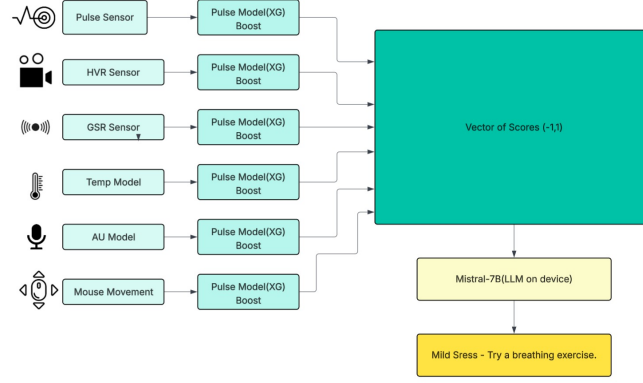 Pulse Sensor
Pulse Model(XG)
Boost
HVR Sensor
Pulse Model(XG)
Boost
GSR Sensor
Pulse Model(XG)
Boost
Temp Model
Pulse Model(XG)
Boost
AU Model
Pulse Model(XG)
Boost
Mouse Movement
Pulse Model(XG)
Boost
Vector of Scores (-1,1)
Mistral-7B(LLM on device)
Mild Sress - Try a breathing exercise.